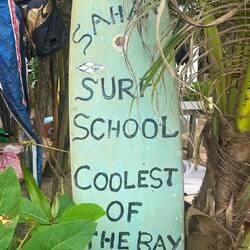 SAHA
SURF
SCHOOL
COOLEST
OF
THE BAY